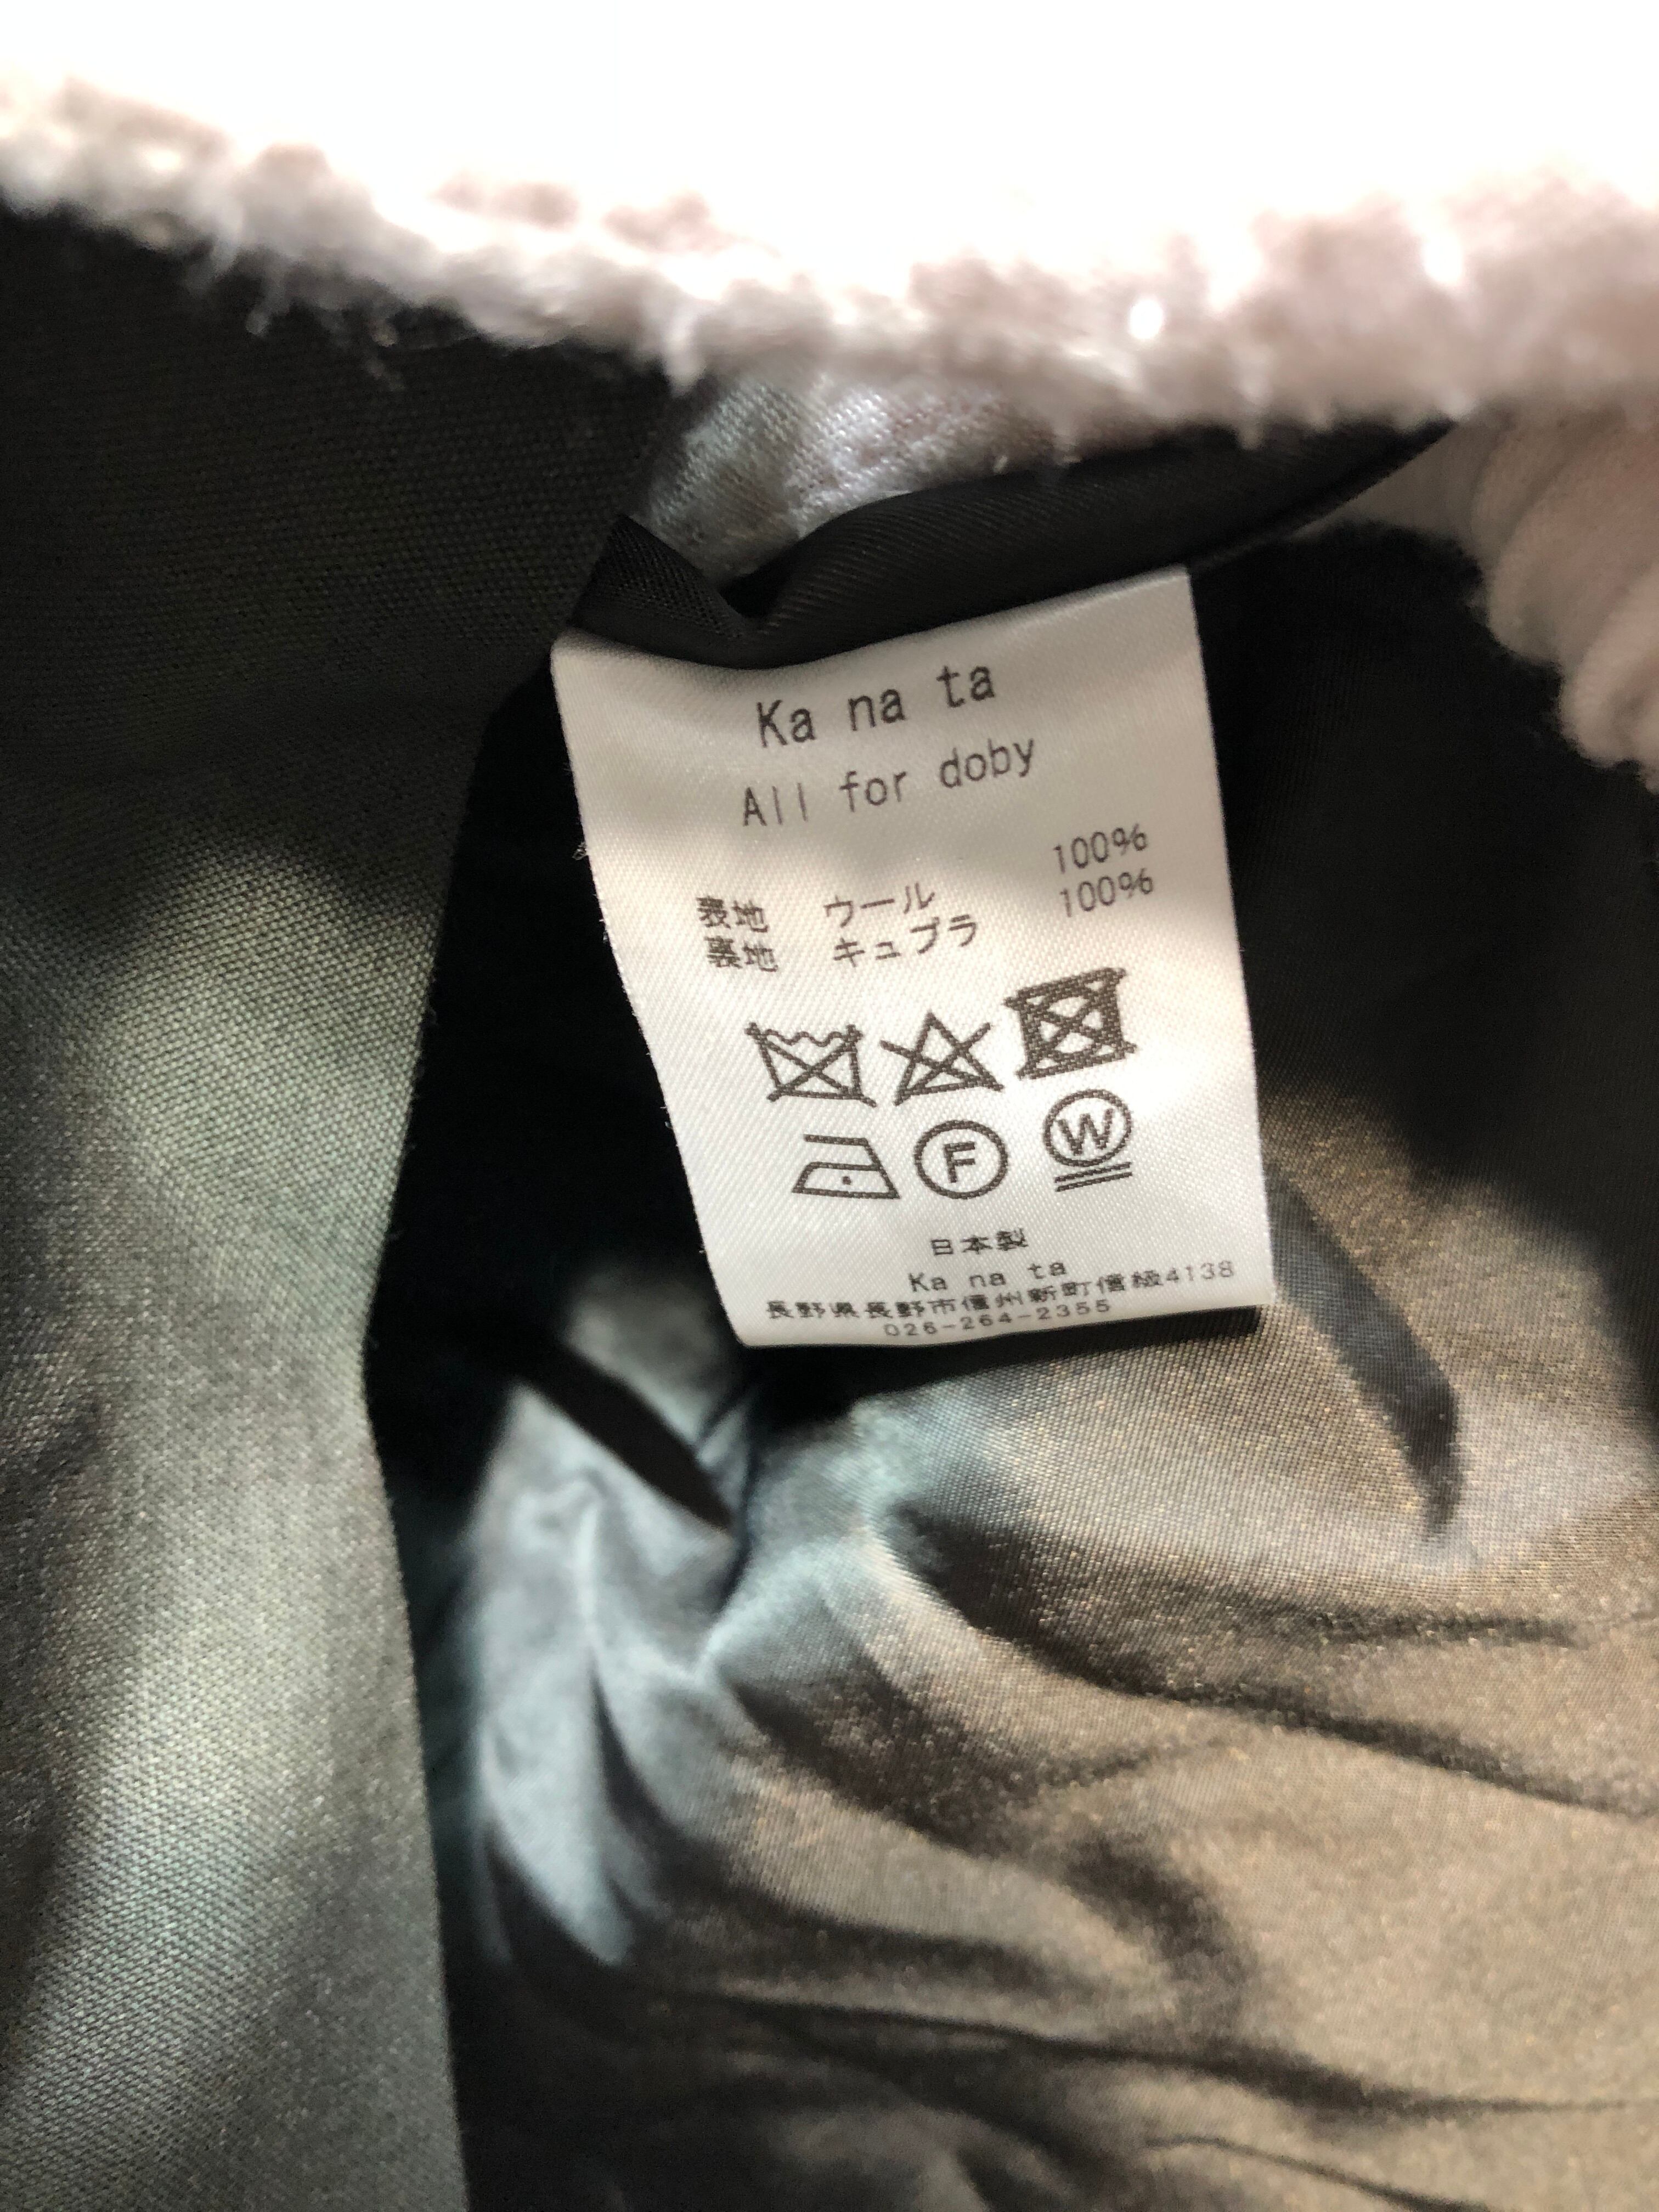 Ka na ta
All for doby
表地 ウール 100%
裏地 キュプラ 100%
F W
日本製
Ka na ta
長野県長野市信州新町信級4138
026-264-2355